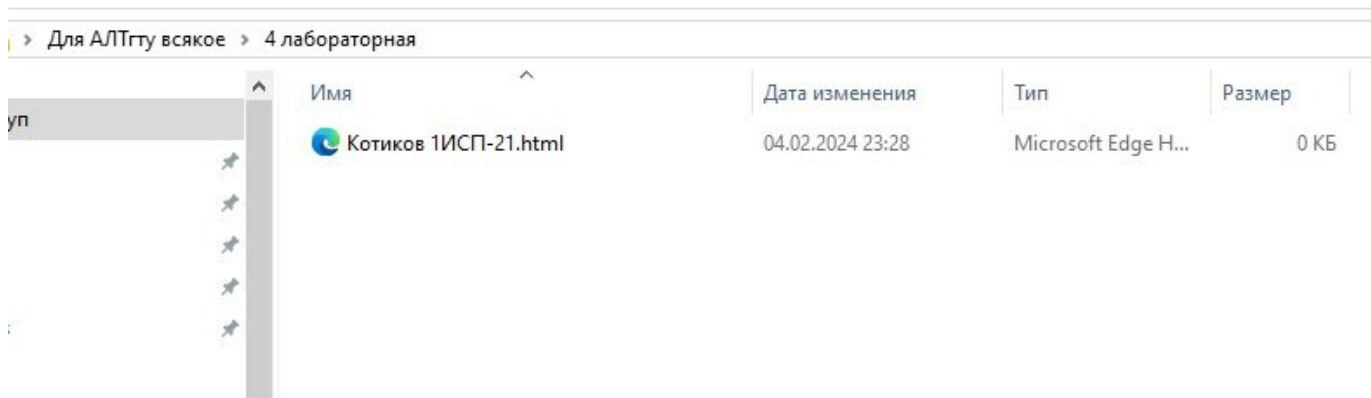 Для АЛТгту всякое > 4 лабораторная
Имя Дата изменения Тип Размер
уп
Котиков 1ИСП-21.html 04.02.2024 23:28 Microsoft Edge H... 0 КБ